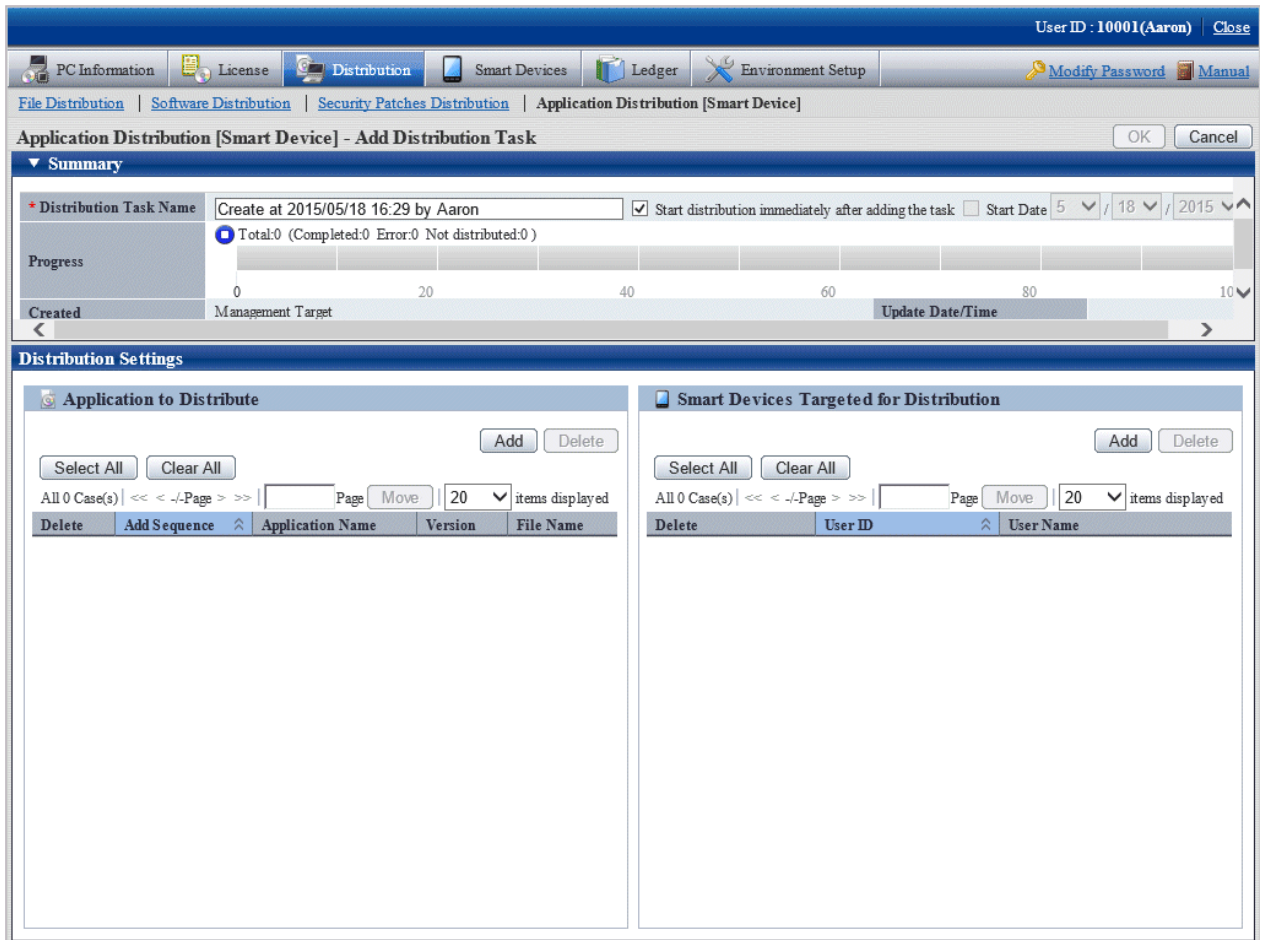 User ID : 10001(Aaron) Close
PC Information License Distribution Smart Devices Ledger Environment Setup Modify Password Manual
File Distribution | Software Distribution | Security Patches Distribution | Application Distribution [Smart Device]
Application Distribution [Smart Device] - Add Distribution Task OK Cancel
▼ Summary
* Distribution Task Name Create at 2015/05/18 16:29 by Aaron Start distribution immediately after adding the task Start Date 5 / 18 / 2015
Total:0 (Completed:0 Error:0 Not distributed:0 )
Progress
0 20 40 60 80 10
Created Management Target Update Date/Time
Distribution Settings
Application to Distribute
Add Delete
Select All Clear All
All 0 Case(s) | << < -/-Page > >> | Page Move | 20 items displayed
Delete Add Sequence Application Name Version File Name
Smart Devices Targeted for Distribution
Add Delete
Select All Clear All
All 0 Case(s) | << < -/-Page > >> | Page Move | 20 items displayed
Delete User ID User Name